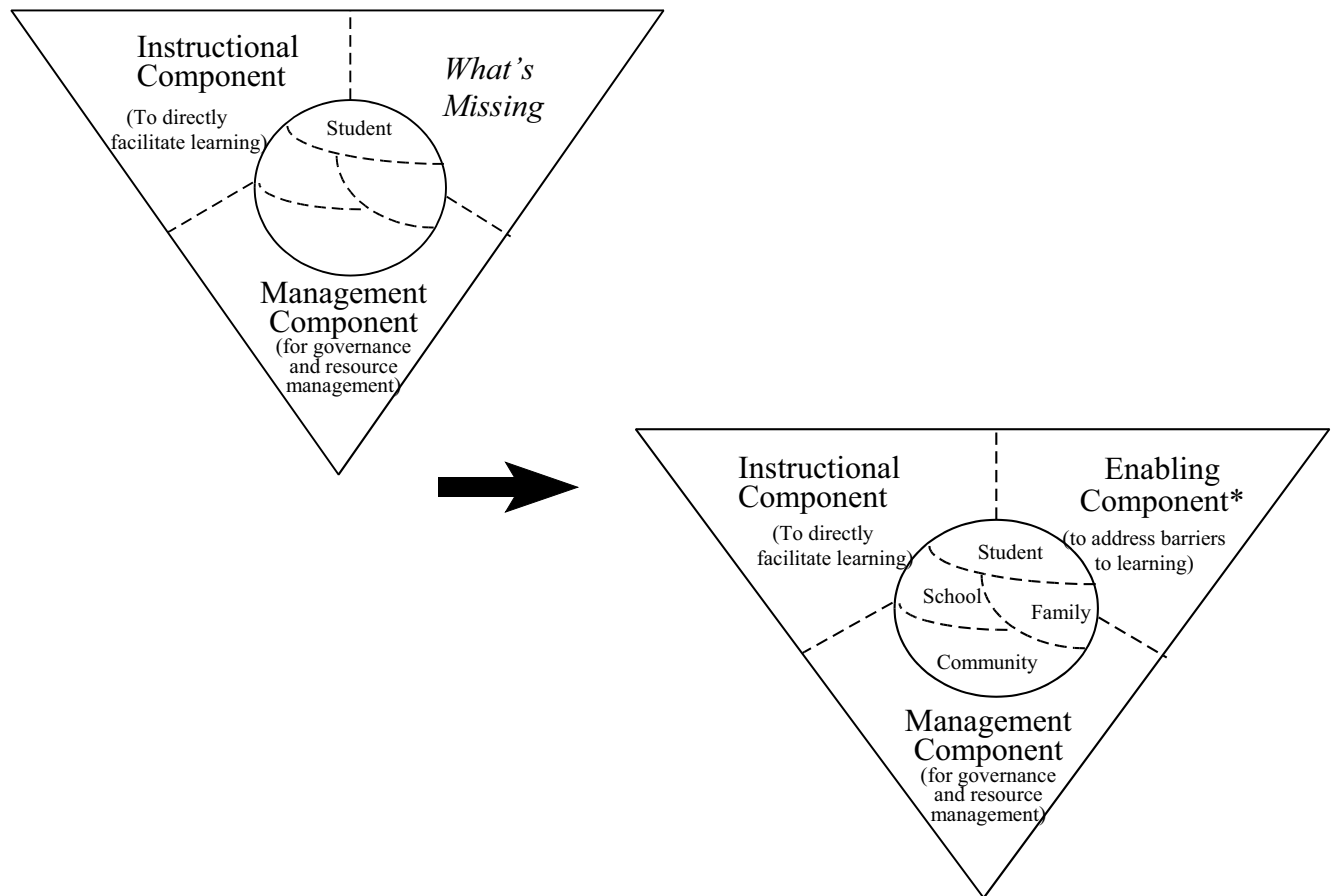 Instructional
Component
(To directly
facilitate learning)
What's
Missing
Student
Management
Component
(for governance
and resource
management)
Instructional
Component
(To directly
facilitate learning)
Enabling
Component*
(to address barriers
to learning)
Student
School
Family
Community
Management
Component
(for governance
and resource
management)